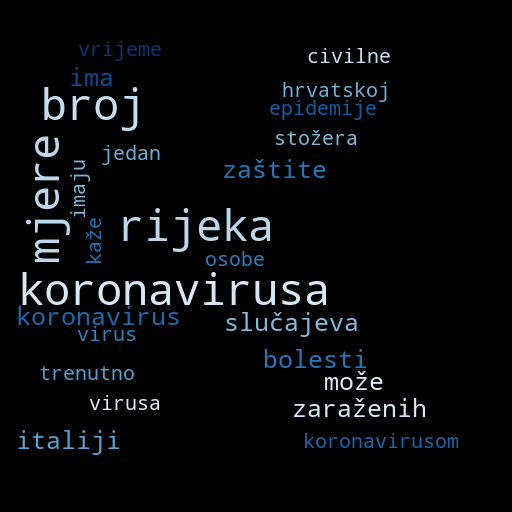 vrijeme
civilne
ima
hrvatskoj
broj
epidemije
stožera
jedan
mjere
imaju
zaštite
rijeka
kaže
osobe
koronavirusa
koronavirus
slučajeva
virus
bolesti
trenutno
može
virusa
zaraženih
italiji
koronavirusom